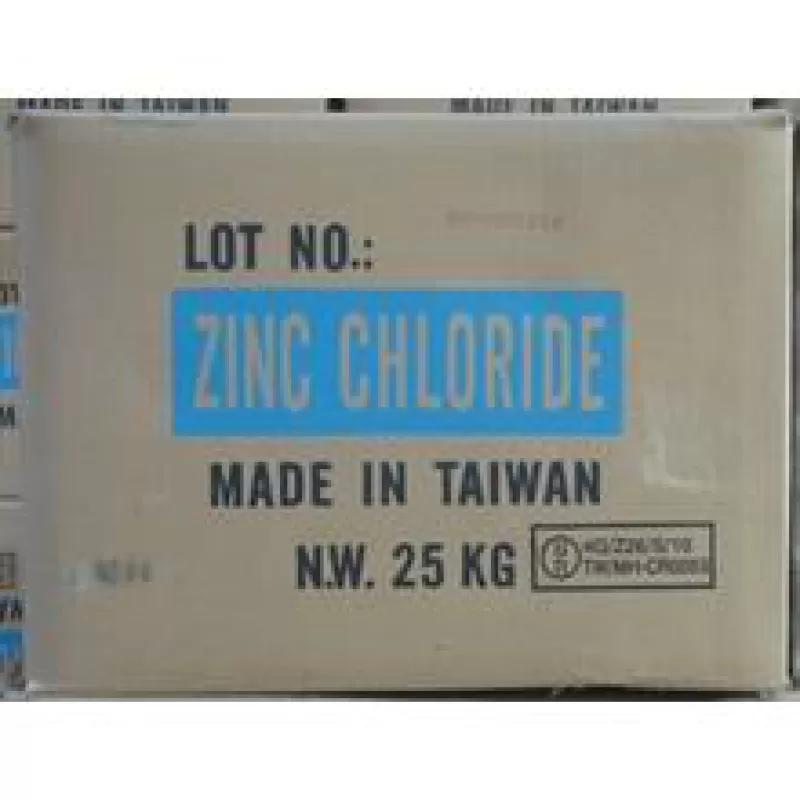 MADE IN TAIWAN
MADE IN TAIWAN
LOT NO.:
ZINC CHLORIDE
MADE IN TAIWAN
N.W. 25 KG